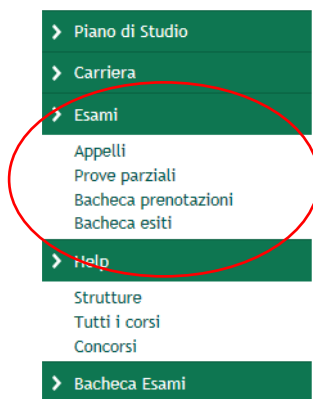 Piano di Studio
Carriera
Esami
Appelli
Prove parziali
Bacheca prenotazioni
Bacheca esiti
Help
Strutture
Tutti i corsi
Concorsi
Bacheca Esami